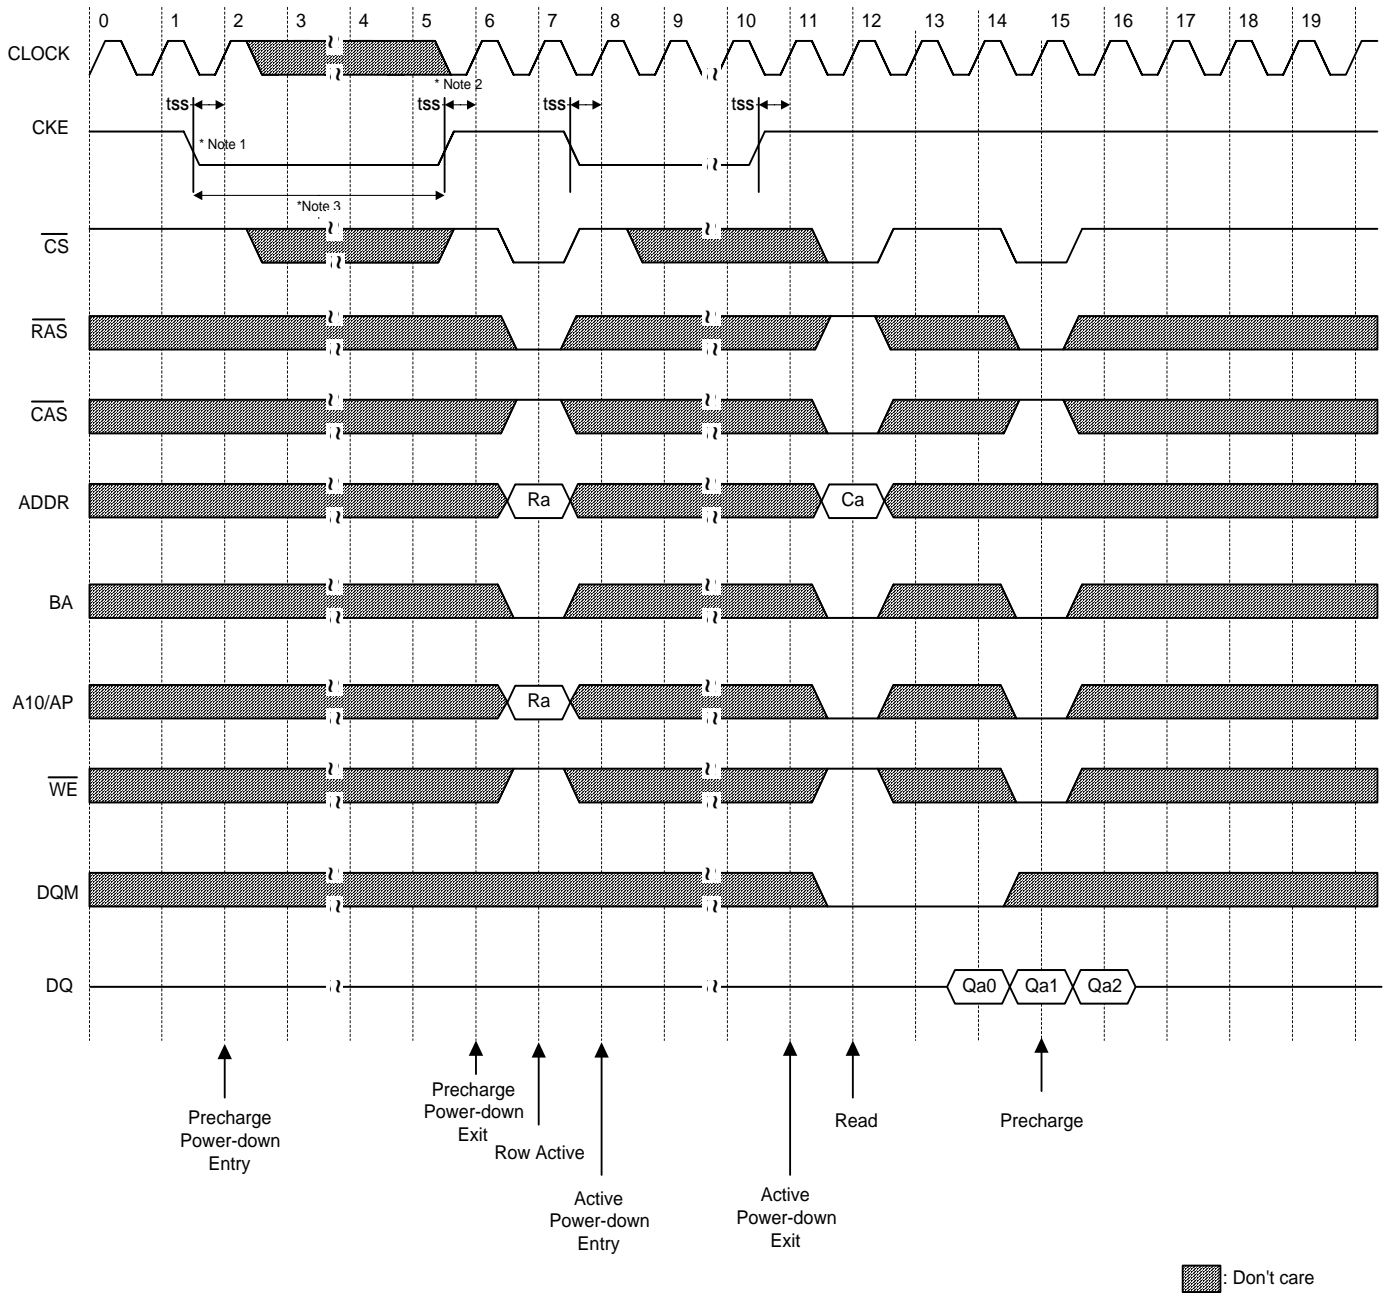 0 1 2 3 4 5 6 7 8 9 10 11 12 13 14 15 16 17 18 19
CLOCK
* Note 2
tss tss tss tss
CKE
* Note 1
*Note 3
CS
RAS
CAS
ADDR Ra Ca
BA
A10/AP Ra
WE
DQM
DQ Qa0 Qa1 Qa2
Precharge
Power-down
Entry
Precharge
Power-down
Exit
Row Active
Active
Power-down
Entry
Active
Power-down
Exit
Read
Precharge
: Don't care